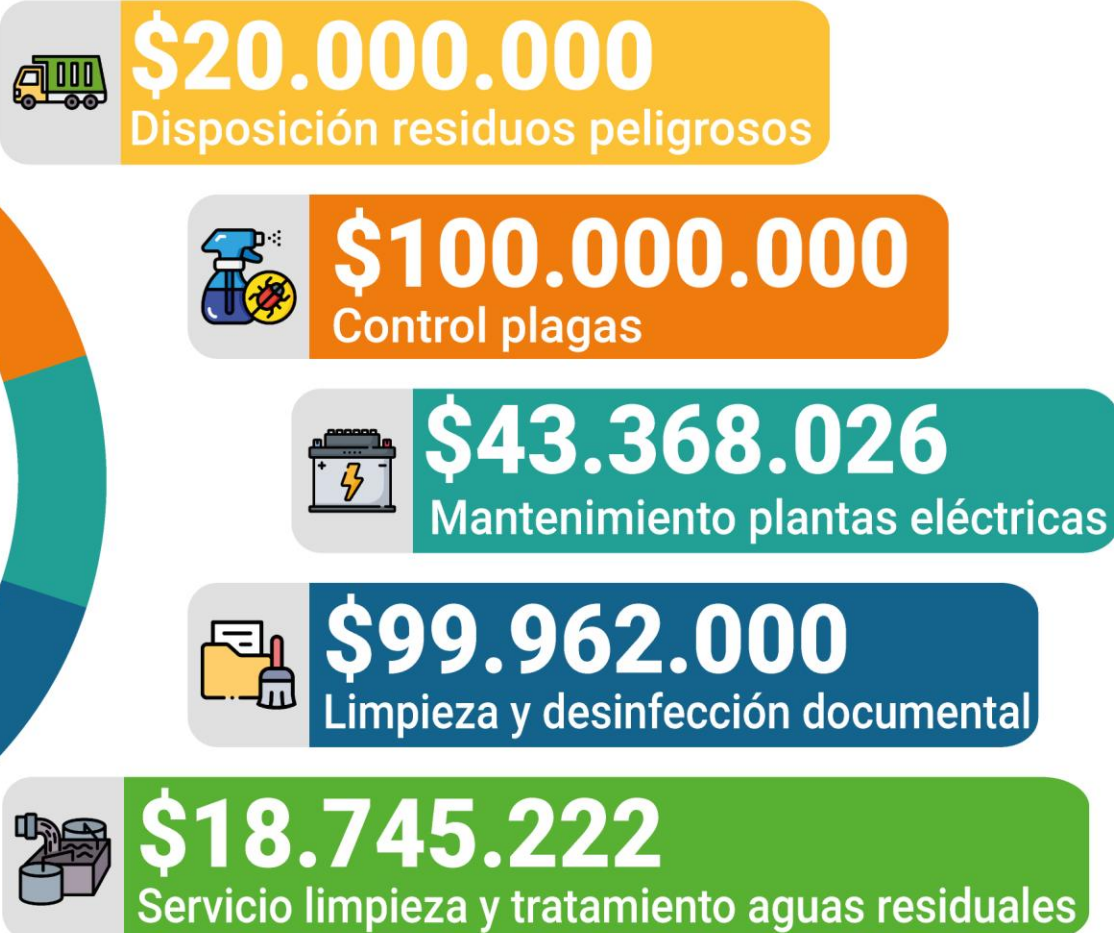 $20.000.000
Disposición residuos peligrosos
$100.000.000
Control plagas
$43.368.026
Mantenimiento plantas eléctricas
$99.962.000
Limpieza y desinfección documental
$18.745.222
Servicio limpieza y tratamiento aguas residuales